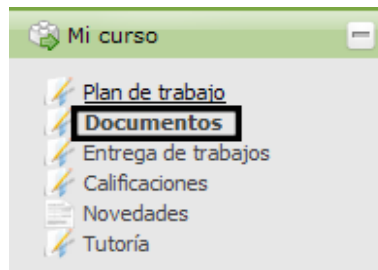 Mi curso
Plan de trabajo
Documentos
Entrega de trabajos
Calificaciones
Novedades
Tutoría